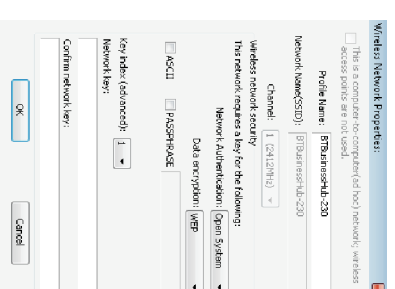 Wireless Network Properties:
This is a computer-to-computer(ad hoc) network; wireless
access points are not used.
Profile Name: BTBusinessHub-230
Network Name(SSID): BTBusinessHub-230
Channel: 1 (2412MHz)
Wireless network security
This network requires a key for the following:
Network Authentication: Open System
Data encryption: WEP
ASCII PASSPHRASE
Key index (advanced): 1
Network key:
Confirm network key:
OK Cancel